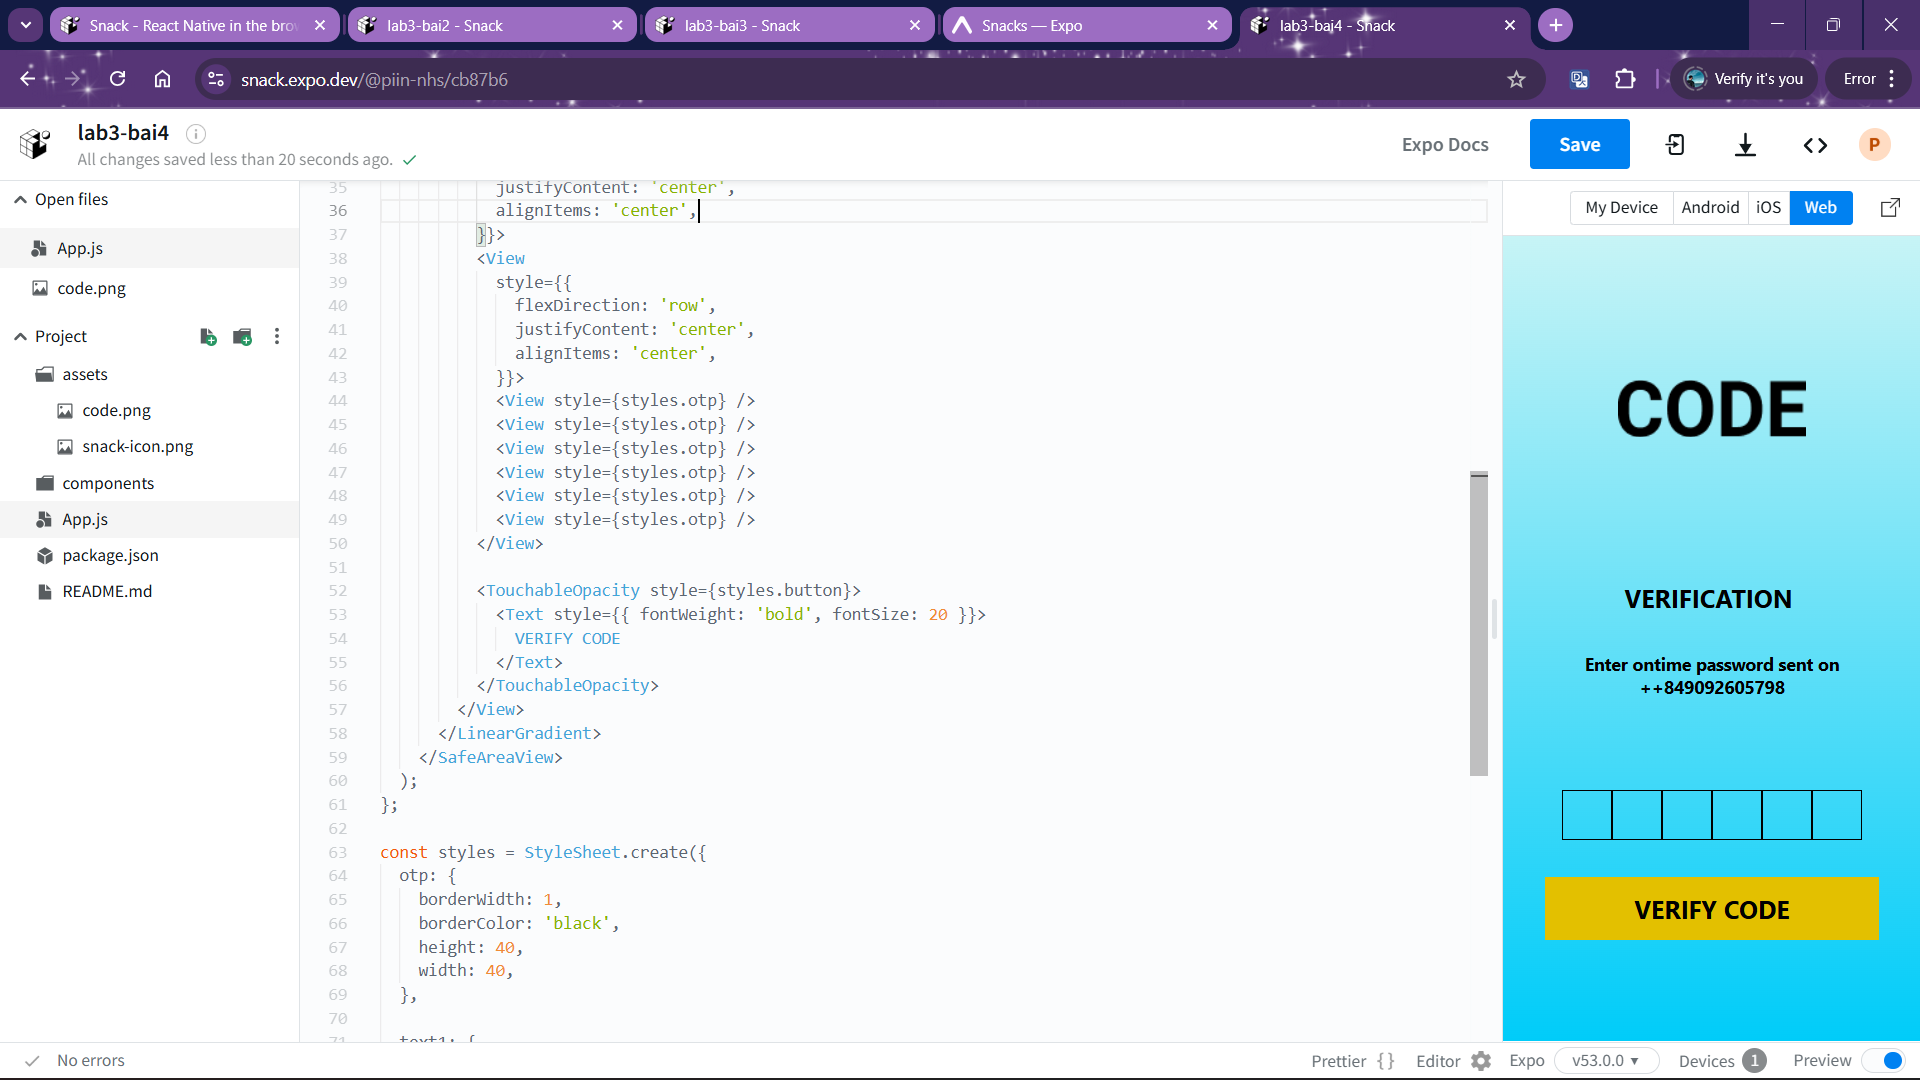 Snack - React Native in the brow
lab3-bai2 - Snack
lab3-bai3 - Snack
Snacks — Expo
lab3-bai4 - Snack
snack.expo.dev/@piin-nhs/cb87b6
Verify it's you
Error
lab3-bai4
All changes saved less than 20 seconds ago.
Expo Docs
Save
P
Open files
App.js
code.png
Project
assets
code.png
snack-icon.png
components
App.js
package.json
README.md
35 justifyContent: 'center',
36 alignItems: 'center',
37 }}>
38 <View
39 style={{
40 flexDirection: 'row',
41 justifyContent: 'center',
42 alignItems: 'center',
43 }}>
44 <View style={styles.otp} />
45 <View style={styles.otp} />
46 <View style={styles.otp} />
47 <View style={styles.otp} />
48 <View style={styles.otp} />
49 <View style={styles.otp} />
50 </View>
51
52 <TouchableOpacity style={styles.button}>
53 <Text style={{ fontWeight: 'bold', fontSize: 20 }}>
54 VERIFY CODE
55 </Text>
56 </TouchableOpacity>
57 </View>
58 </LinearGradient>
59 </SafeAreaView>
60 );
61 };
62
63 const styles = StyleSheet.create({
64 otp: {
65 borderWidth: 1,
66 borderColor: 'black',
67 height: 40,
68 width: 40,
69 },
70
71 text1: {
My Device
Android
iOS
Web
CODE
VERIFICATION
Enter ontime password sent on
++849092605798
VERIFY CODE
No errors
Prettier { }
Editor
Expo
v53.0.0
Devices 1
Preview